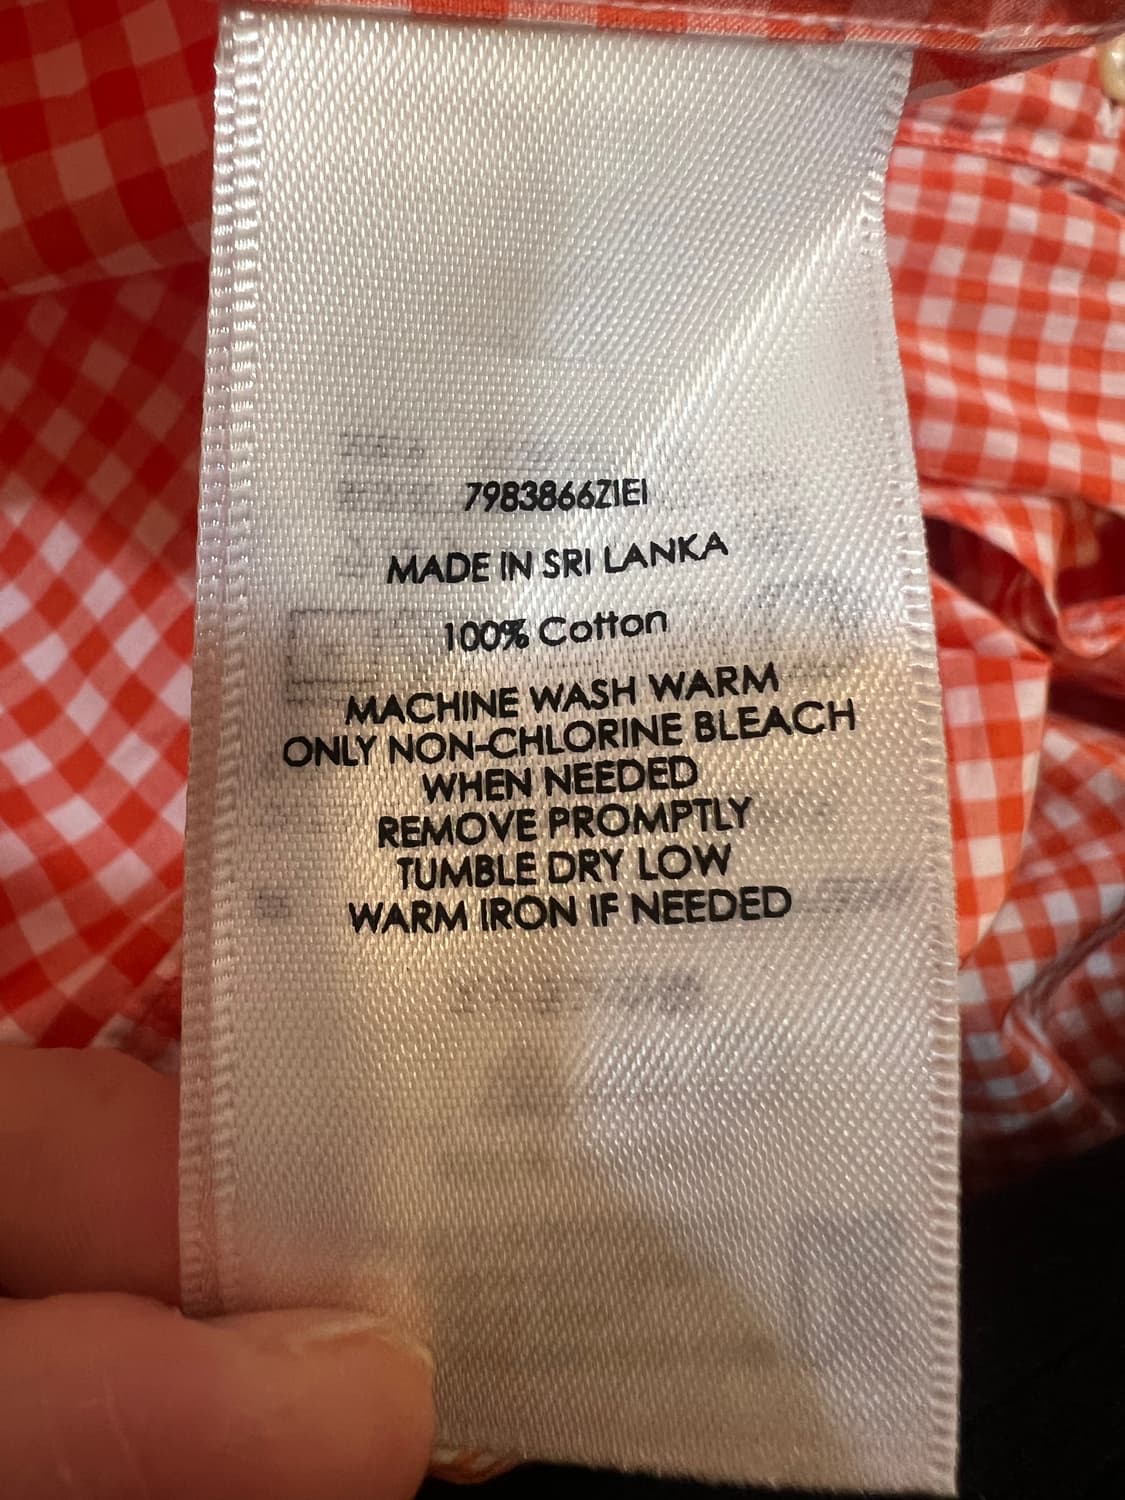 7983866ZIEI
MADE IN SRI LANKA
100% Cotton
MACHINE WASH WARM
ONLY NON-CHLORINE BLEACH
WHEN NEEDED
REMOVE PROMPTLY
TUMBLE DRY LOW
WARM IRON IF NEEDED